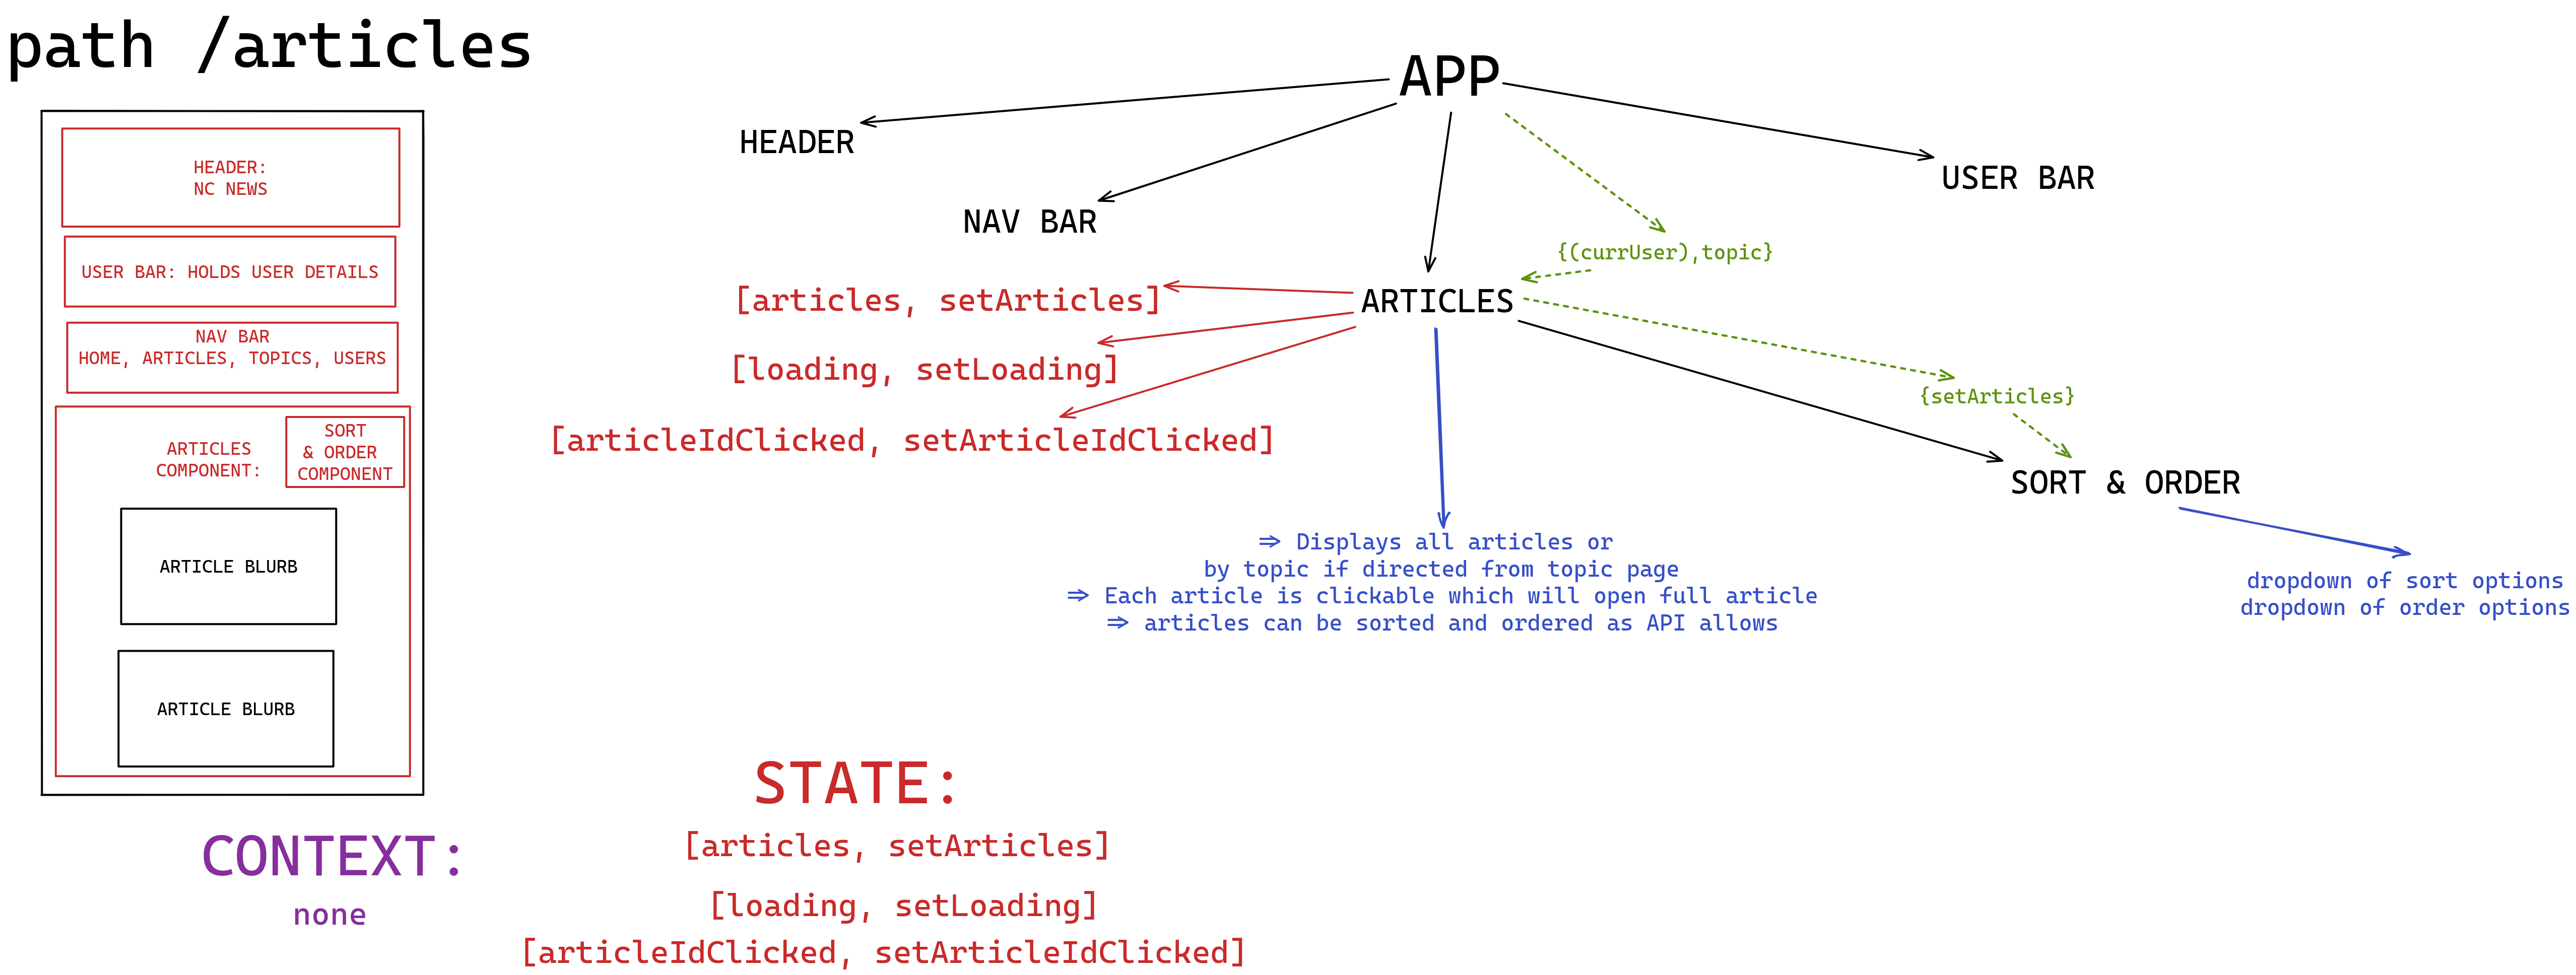 path /articles
HEADER:
NC NEWS
USER BAR: HOLDS USER DETAILS
NAV BAR
HOME, ARTICLES, TOPICS, USERS
ARTICLES
COMPONENT:
SORT
& ORDER
COMPONENT
ARTICLE BLURB
ARTICLE BLURB
CONTEXT:
none
APP
HEADER
NAV BAR
USER BAR
{(currUser),topic}
ARTICLES
[articles, setArticles]
[loading, setLoading]
[articleIdClicked, setArticleIdClicked]
{setArticles}
SORT & ORDER
⇒ Displays all articles or
by topic if directed from topic page
⇒ Each article is clickable which will open full article
⇒ articles can be sorted and ordered as API allows
dropdown of sort options
dropdown of order options
STATE:
[articles, setArticles]
[loading, setLoading]
[articleIdClicked, setArticleIdClicked]